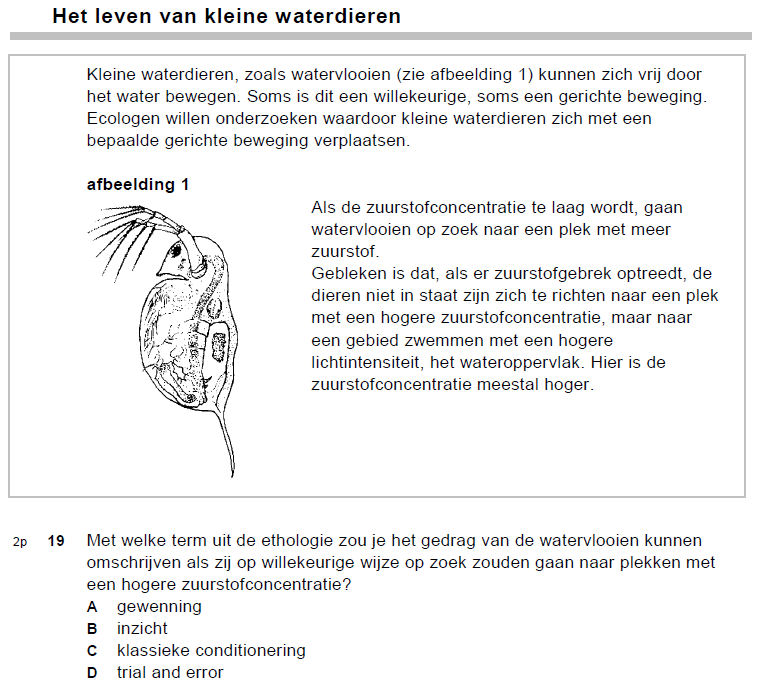 Het leven van kleine waterdieren
Kleine waterdieren, zoals watervlooien (zie afbeelding 1) kunnen zich vrij door
het water bewegen. Soms is dit een willekeurige, soms een gerichte beweging.
Ecologen willen onderzoeken waardoor kleine waterdieren zich met een
bepaalde gerichte beweging verplaatsen.
afbeelding 1
Als de zuurstofconcentratie te laag wordt, gaan
watervlooien op zoek naar een plek met meer
zuurstof.
Gebleken is dat, als er zuurstofgebrek optreedt, de
dieren niet in staat zijn zich te richten naar een plek
met een hogere zuurstofconcentratie, maar naar
een gebied zwemmen met een hogere
lichtintensiteit, het wateroppervlak. Hier is de
zuurstofconcentratie meestal hoger.
2p 19 Met welke term uit de ethologie zou je het gedrag van de watervlooien kunnen
omschrijven als zij op willekeurige wijze op zoek zouden gaan naar plekken met
een hogere zuurstofconcentratie?
A gewenning
B inzicht
C klassieke conditionering
D trial and error